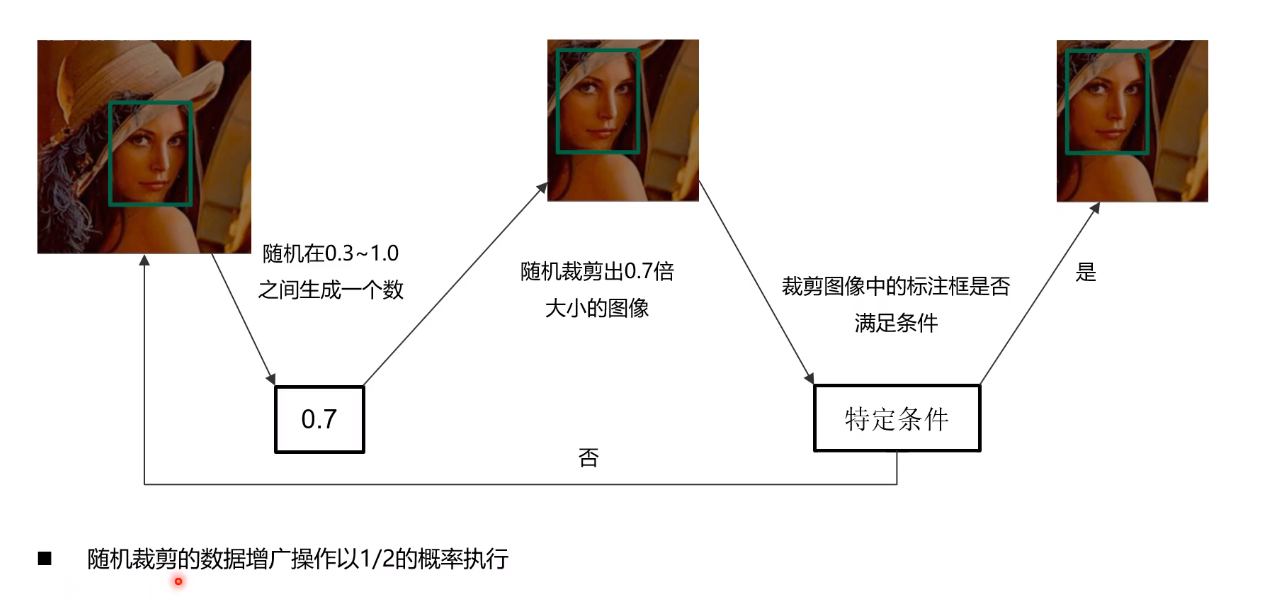 随机在0.3~1.0
之间生成一个数
随机裁剪出0.7倍
大小的图像
裁剪图像中的标注框是否
满足条件
是
0.7
特定条件
否
随机裁剪的数据增广操作以1/2的概率执行